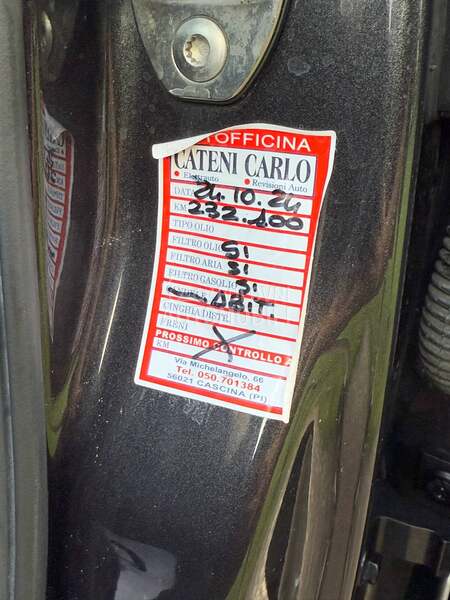 TOFFICINA
CATENI CARLO
• Elettrauto • Revisioni Auto
DATA 24.10.24
KM 232.100
TIPO OLIO
FILTRO OLIO SI
FILTRO ARIA SI
FILTRO GASOLIO SI
ABIT.
CINGHIA DISTR.
FRENI
PROSSIMO CONTROLLO
KM X
Via Michelangelo, 66
Tel. 050.701384
56021 CASCINA (PI)